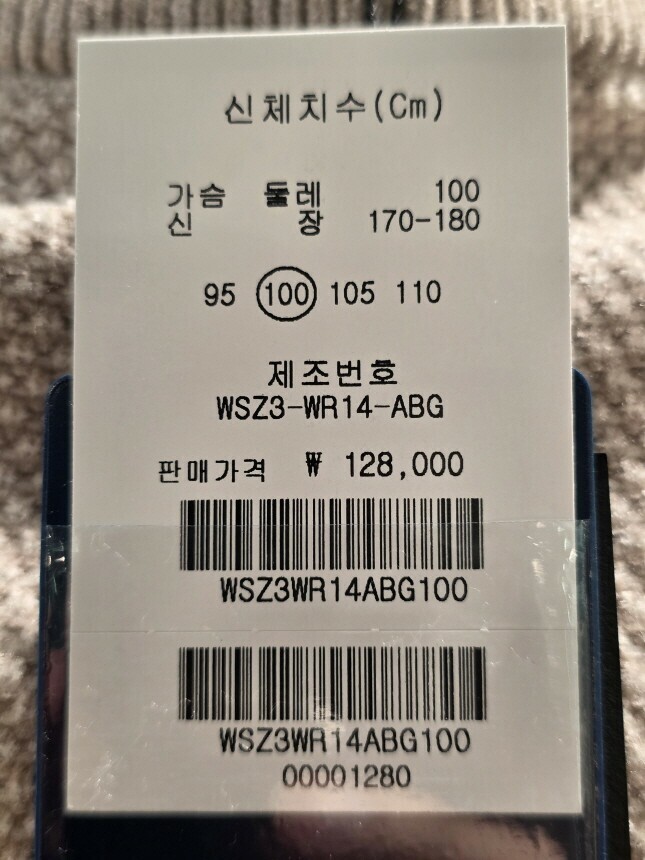 신체치수(Cm)
가슴 둘레 100
신 장 170-180
95 100 105 110
제조번호
WSZ3-WR14-ABG
판매가격 ₩ 128,000
WSZ3WR14ABG100
WSZ3WR14ABG100
00001280